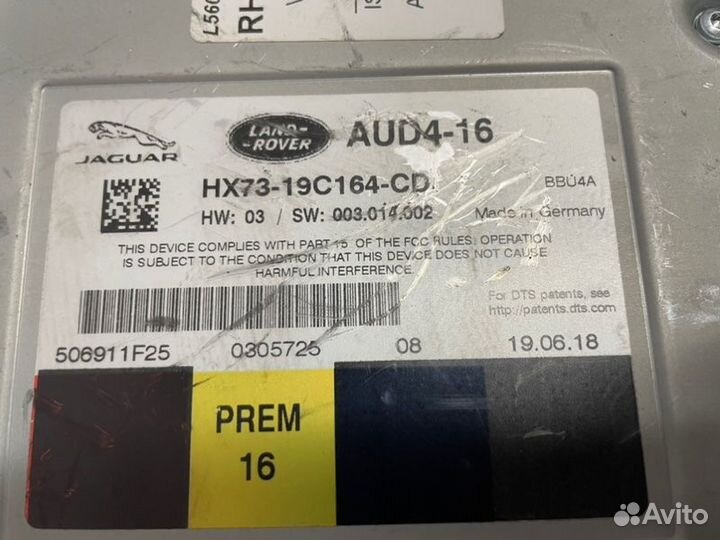 L560
RH
JAGUAR
LAND-
-ROVER
AUD4-16
HX73-19C164-CD
BBU4A
HW: 03 / SW: 003.014.002
Made in Germany
THIS DEVICE COMPLIES WITH PART 15 OF THE FCC RULES: OPERATION
IS SUBJECT TO THE CONDITION THAT THIS DEVICE DOES NOT CAUSE
HARMFUL INTERFERENCE.
For DTS patents, see
http://patents.dts.com
506911F25
0305725
08
19.06.18
PREM
16
Avito